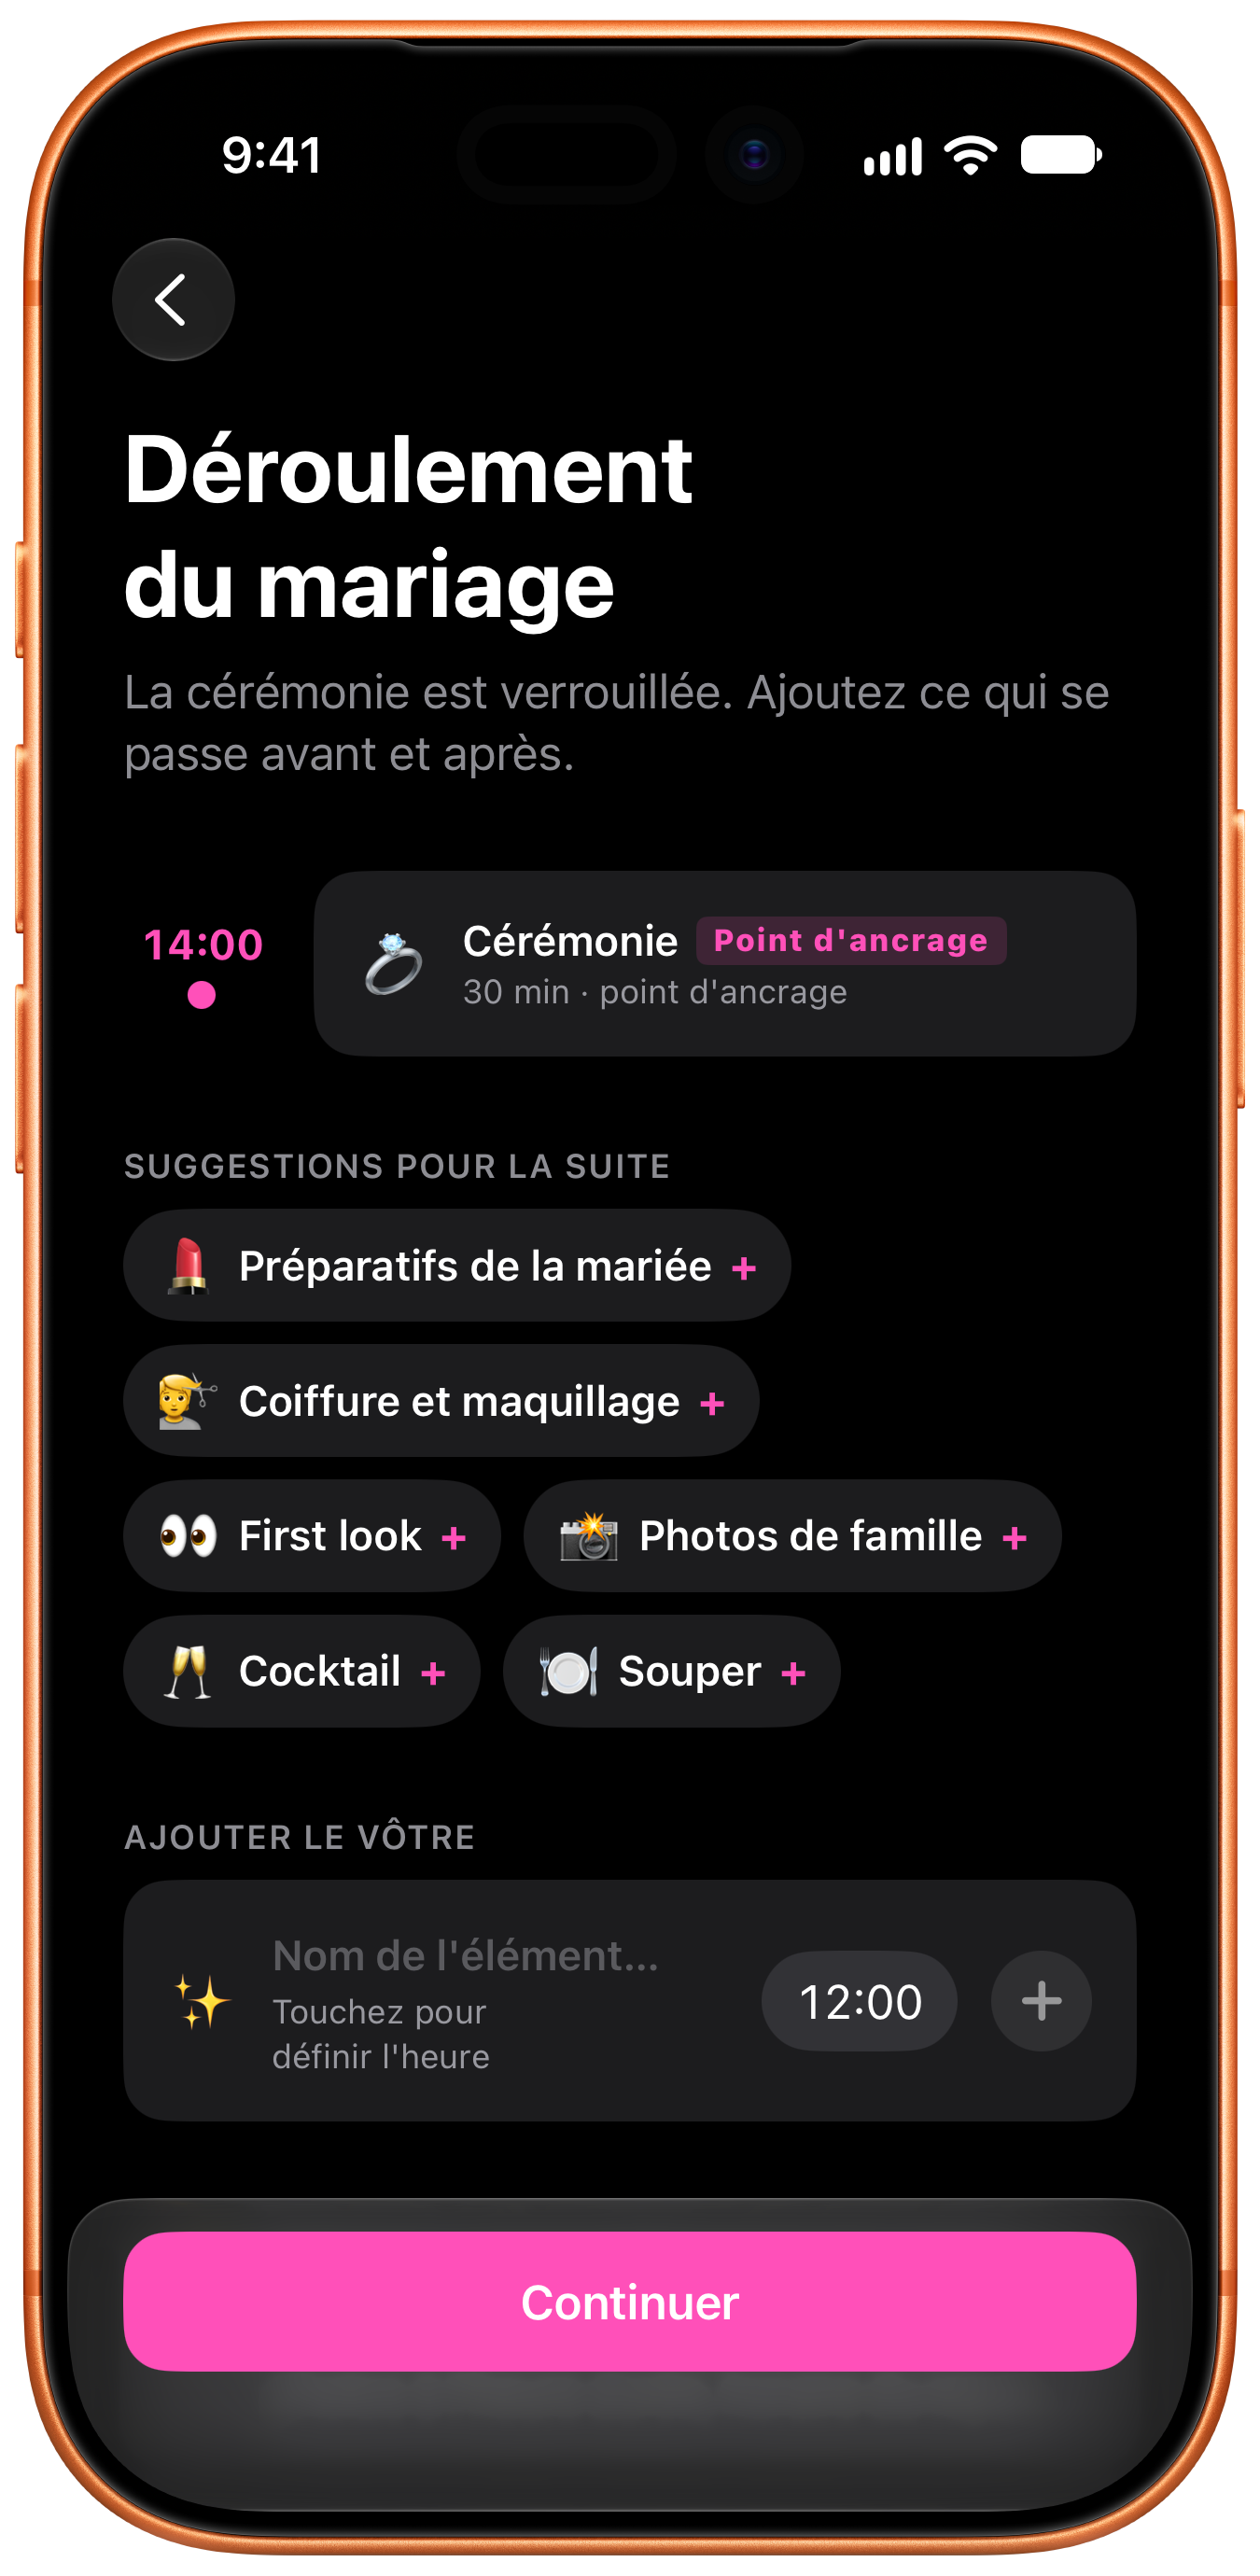 9:41
Déroulement
du mariage
La cérémonie est verrouillée. Ajoutez ce qui se
passe avant et après.
14:00
Cérémonie Point d'ancrage
30 min · point d'ancrage
SUGGESTIONS POUR LA SUITE
Préparatifs de la mariée +
Coiffure et maquillage +
First look + Photos de famille +
Cocktail + Souper +
AJOUTER LE VÔTRE
Nom de l'élément...
Touchez pour
définir l'heure
12:00 +
Continuer